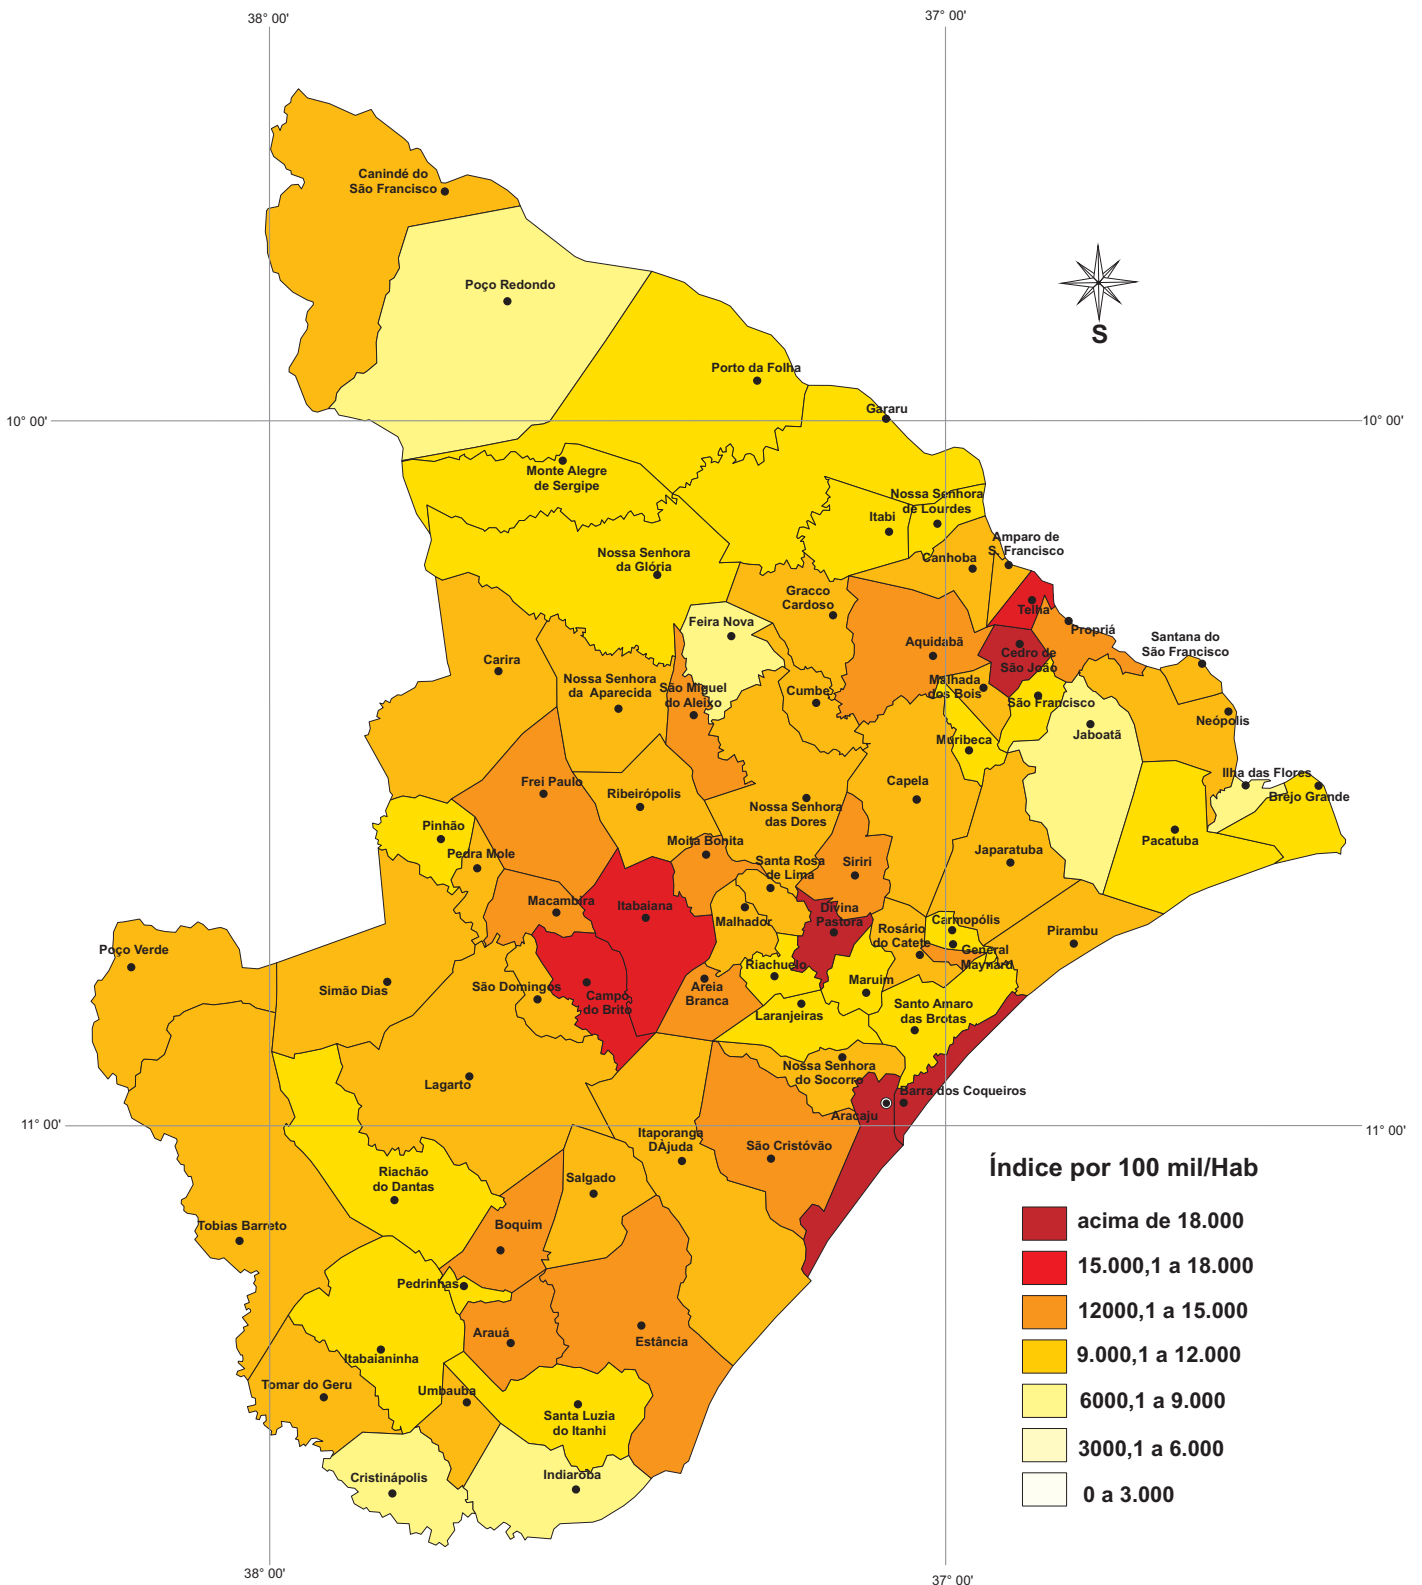 38° 00'
37° 00'
Canindé do
São Francisco
Poço Redondo
S
Porto da Folha
Gararu
10° 00'
10° 00'
Monte Alegre
de Sergipe
Nossa Senhora
de Lourdes
Itabi
Nossa Senhora
da Glória
Canhoba
Amparo de
S. Francisco
Gracco
Cardoso
Telha
Propriá
Feira Nova
Aquidabã
Cedro de
São João
Santana do
São Francisco
Carira
Nossa Senhora
da Aparecida
São Miguel
do Aleixo
Cumbe
Malhada
dos Bois
São Francisco
Neópolis
Jaboatã
Muribeca
Frei Paulo
Ribeirópolis
Capela
Ilha das Flores
Brejo Grande
Nossa Senhora
das Dores
Pinhão
Pedra Mole
Moita Bonita
Santa Rosa
de Lima
Siriri
Japaratuba
Pacatuba
Macambira
Itabaiana
Malhador
Divina
Pastora
Carmopólis
Rosário
do Catete
General
Maynard
Pirambu
Poço Verde
Simão Dias
São Domingos
Campo
do Brito
Areia
Branca
Riachuelo
Maruim
Laranjeiras
Santo Amaro
das Brotas
Lagarto
Nossa Senhora
do Socorro
Barra dos Coqueiros
Aracaju
11° 00'
11° 00'
Itaporanga
DÀjuda
São Cristóvão
Riachão
do Dantas
Salgado
Boquim
Tobias Barreto
Pedrinhas
Arauá
Estância
Itabaianinha
Tomar do Geru
Umbauba
Santa Luzia
do Itanhi
Cristinápolis
Indiaroba
Índice por 100 mil/Hab
acima de 18.000
15.000,1 a 18.000
12000,1 a 15.000
9.000,1 a 12.000
6000,1 a 9.000
3000,1 a 6.000
0 a 3.000
38° 00'
37° 00'